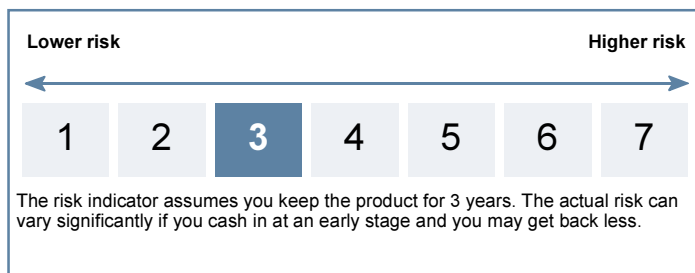 Lower risk Higher risk
1 2 3 4 5 6 7
The risk indicator assumes you keep the product for 3 years. The actual risk can
vary significantly if you cash in at an early stage and you may get back less.